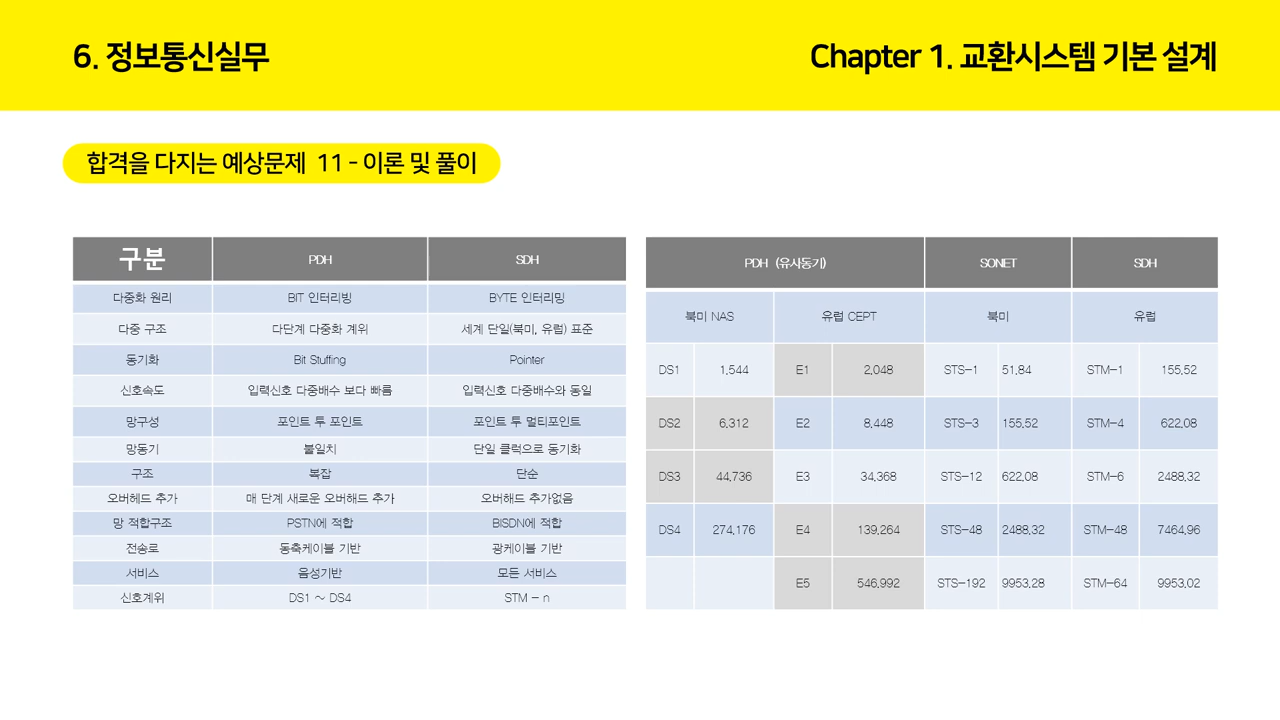 6. 정보통신실무
Chapter 1. 교환시스템 기본 설계
합격을 다지는 예상문제 11 - 이론 및 풀이
구분 PDH SDH
다중화 원리 BIT 인터리빙 BYTE 인터리밍
다중 구조 다단계 다중화 계위 세계 단일(북미, 유럽) 표준
동기화 Bit Stuffing Pointer
신호속도 입력신호 다중배수 보다 빠름 입력신호 다중배수와 동일
망구성 포인트 투 포인트 포인트 투 멀티포인트
망동기 불일치 단일 클럭으로 동기화
구조 복잡 단순
오버헤드 추가 매 단계 새로운 오버해드 추가 오버해드 추가없음
망 적합구조 PSTN에 적합 BISDN에 적합
전송로 동축케이블 기반 광케이블 기반
서비스 음성기반 모든 서비스
신호계위 DS1 ~ DS4 STM - n
PDH (유사동기) SONET SDH
북미 NAS 유럽 CEPT 북미 유럽
DS1 1,544 E1 2,048 STS-1 51.84 STM-1 155.52
DS2 6,312 E2 8,448 STS-3 155.52 STM-4 622.08
DS3 44,736 E3 34,368 STS-12 622.08 STM-6 2488.32
DS4 274,176 E4 139,264 STS-48 2488.32 STM-48 7464.96
E5 546,992 STS-192 9953.28 STM-64 9953.02